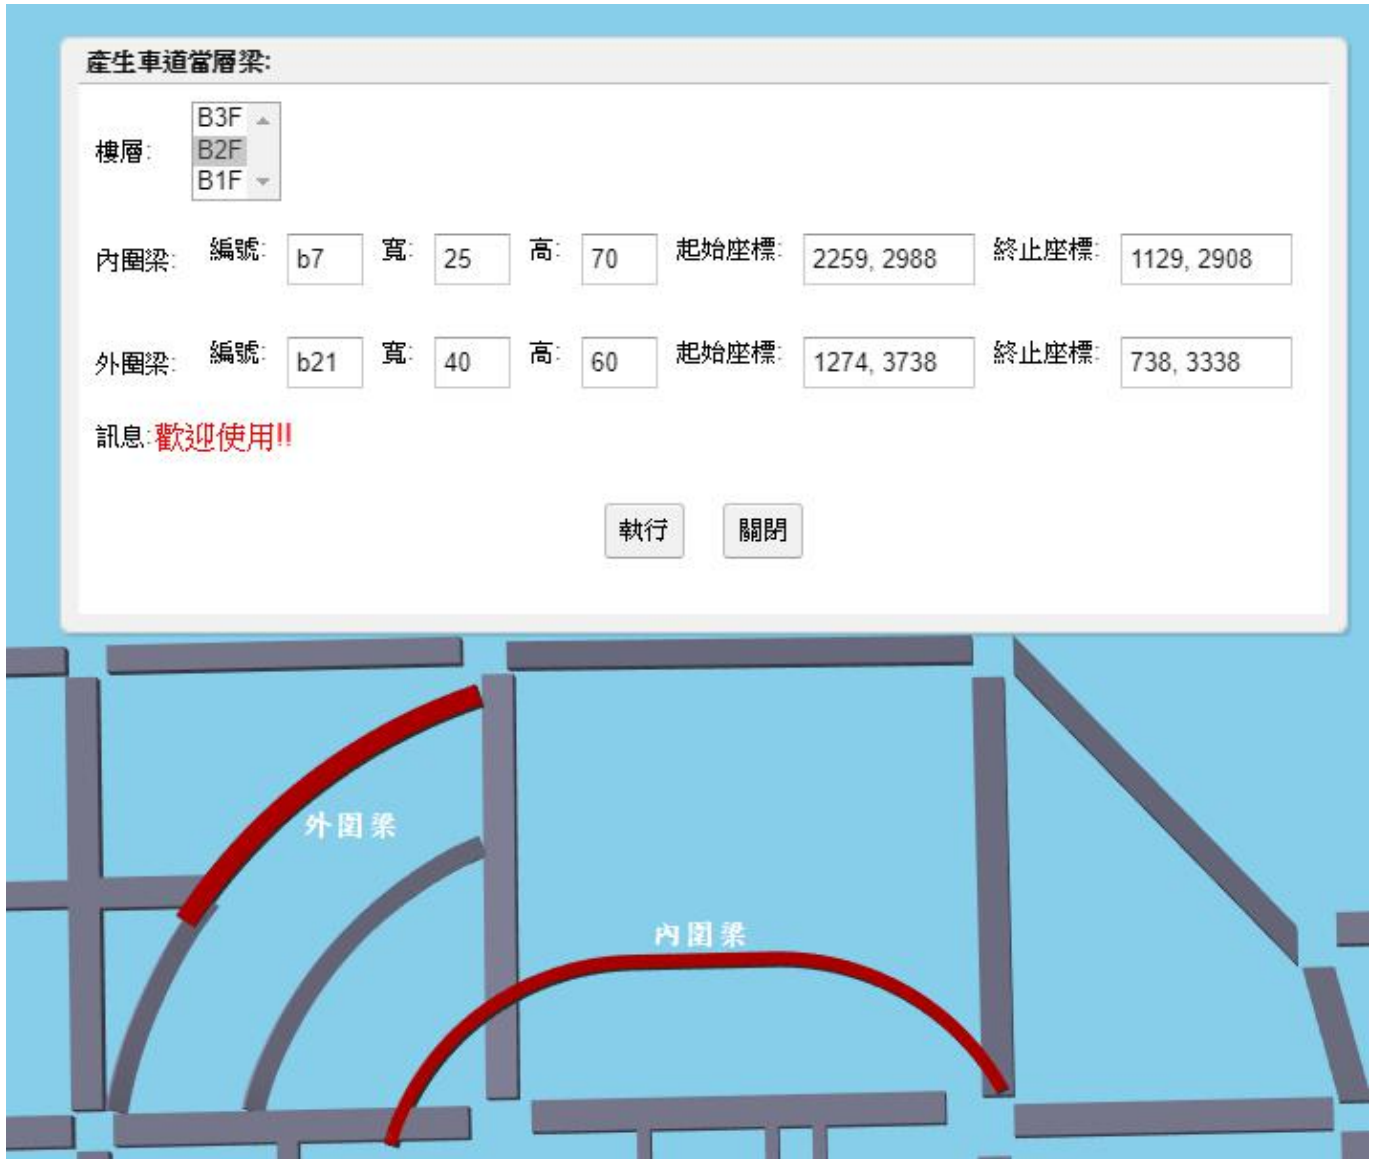 產生車道當層梁:
樓層: B3F B2F B1F
內圍梁: 編號: b7 寬: 25 高: 70 起始座標: 2259, 2988 終止座標: 1129, 2908
外圍梁: 編號: b21 寬: 40 高: 60 起始座標: 1274, 3738 終止座標: 738, 3338
訊息:歡迎使用!!
執行 關閉
外圍梁
內圍梁